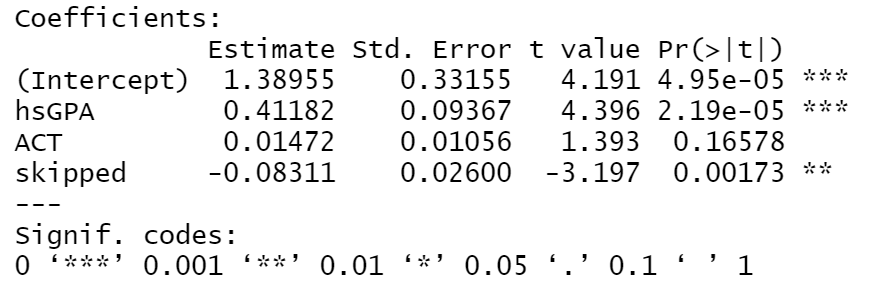 Coefficients:
Estimate Std. Error t value Pr(>|t|)
(Intercept) 1.38955 0.33155 4.191 4.95e-05 ***
hsGPA 0.41182 0.09367 4.396 2.19e-05 ***
ACT 0.01472 0.01056 1.393 0.16578
skipped -0.08311 0.02600 -3.197 0.00173 **
---
Signif. codes:
0 ‘***’ 0.001 ‘**’ 0.01 ‘*’ 0.05 ‘.’ 0.1 ‘ ’ 1